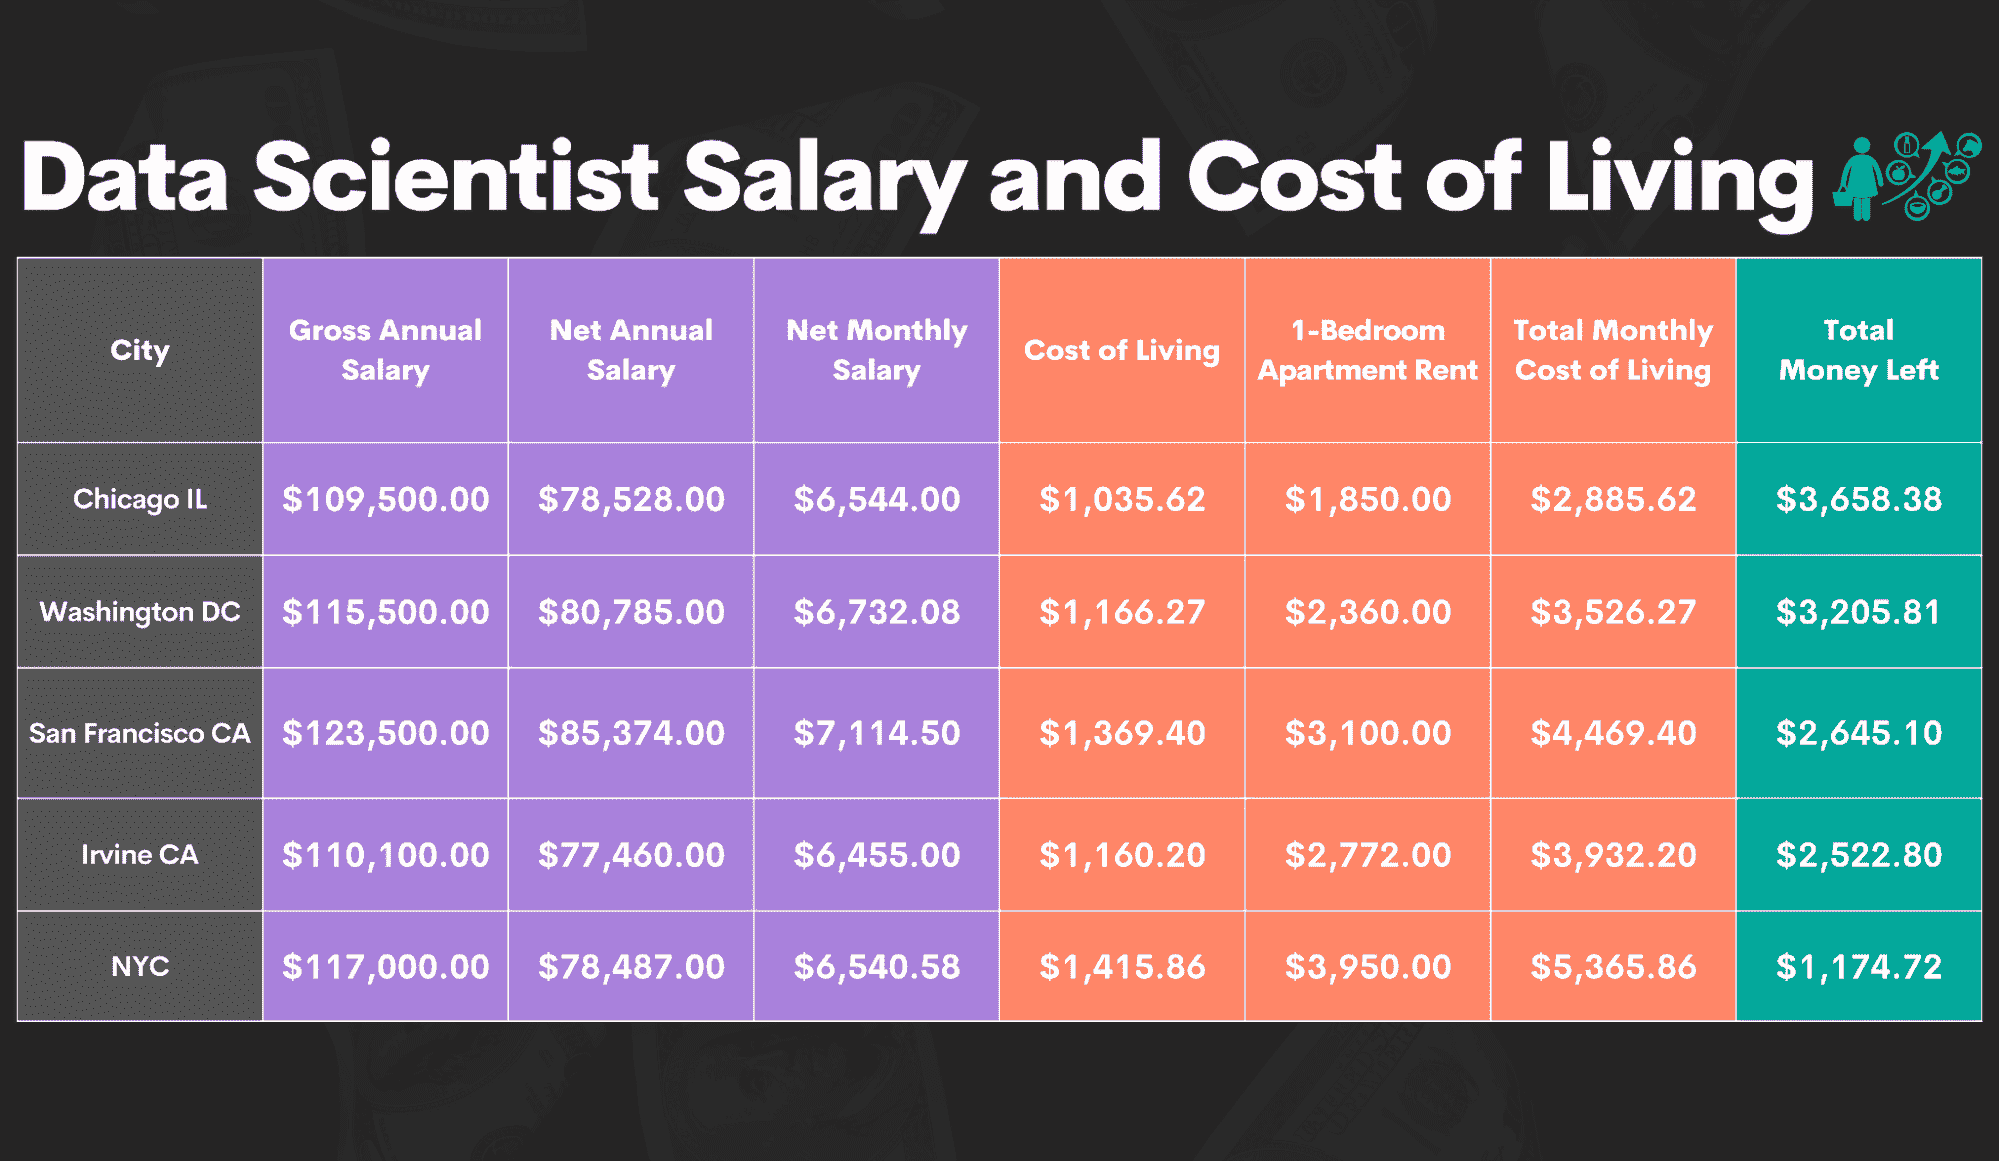 Data Scientist Salary and Cost of Living
City
Gross Annual
Salary
Net Annual
Salary
Net Monthly
Salary
Cost of Living
1-Bedroom
Apartment Rent
Total Monthly
Cost of Living
Total
Money Left
Chicago IL $109,500.00 $78,528.00 $6,544.00 $1,035.62 $1,850.00 $2,885.62 $3,658.38
Washington DC $115,500.00 $80,785.00 $6,732.08 $1,166.27 $2,360.00 $3,526.27 $3,205.81
San Francisco CA $123,500.00 $85,374.00 $7,114.50 $1,369.40 $3,100.00 $4,469.40 $2,645.10
Irvine CA $110,100.00 $77,460.00 $6,455.00 $1,160.20 $2,772.00 $3,932.20 $2,522.80
NYC $117,000.00 $78,487.00 $6,540.58 $1,415.86 $3,950.00 $5,365.86 $1,174.72